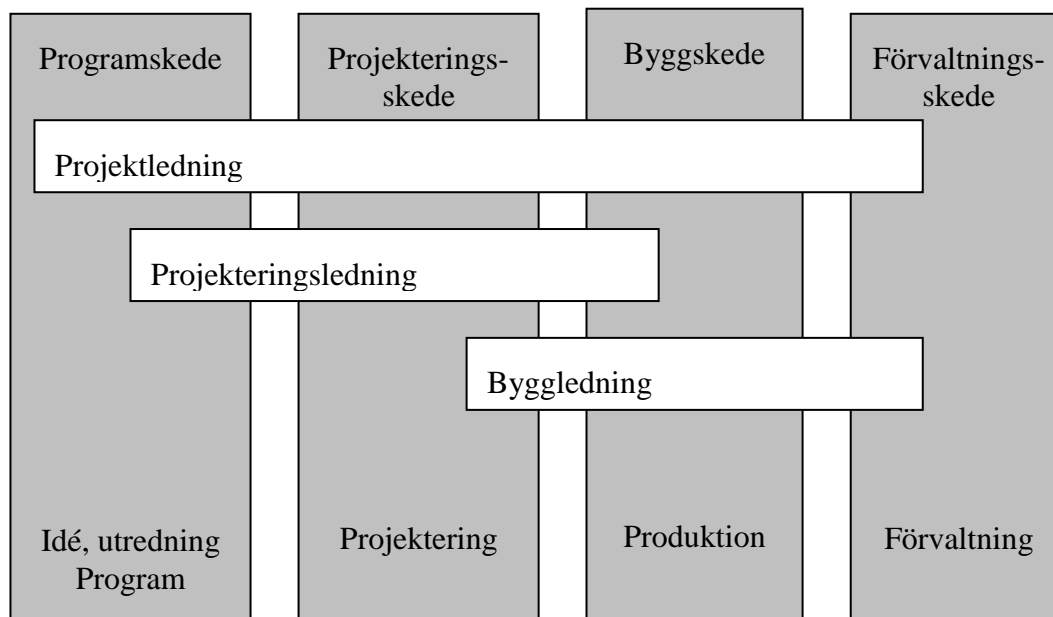 Programskede
Projekterings-
skede
Byggskede
Förvaltnings-
skede
Projektledning
Projekteringsledning
Byggledning
Idé, utredning
Program
Projektering
Produktion
Förvaltning